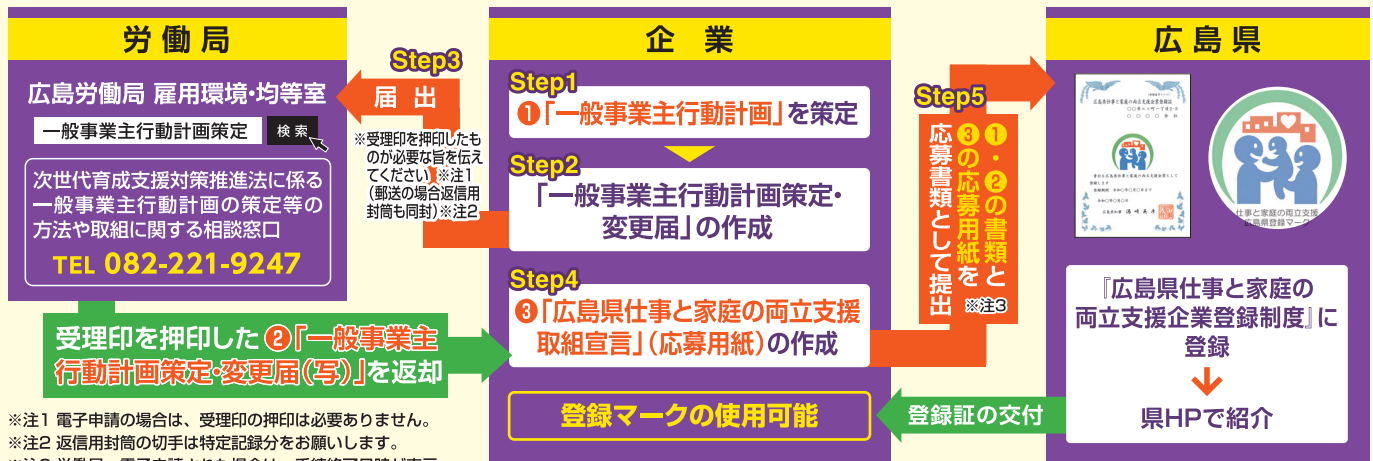 労働局
広島労働局 雇用環境・均等室
一般事業主行動計画策定 検索
次世代育成支援対策推進法に係る
一般事業主行動計画の策定等の
方法や取組に関する相談窓口
TEL 082-221-9247
Step3
届 出
※受理印を押印したも
のが必要な旨を伝え
てください ※注1
(郵送の場合返信用
封筒も同封)※注2
企 業
Step1
❶「一般事業主行動計画」を策定
Step2
「一般事業主行動計画策定・
変更届」の作成
Step4
❸「広島県仕事と家庭の両立支援
取組宣言」(応募用紙)の作成
登録マークの使用可能
Step5
❶・❷の書類と
❸の応募用紙を
応募書類として提出
※注3
広島県
仕事と家庭の両立支援
広島県登録マーク
『広島県仕事と家庭の
両立支援企業登録制度』に
登録
県HPで紹介
登録証の交付
受理印を押印した❷「一般事業主
行動計画策定・変更届(写)」を返却
※注1 電子申請の場合は、受理印の押印は必要ありません。
※注2 返信用封筒の切手は特定記録分をお願いします。